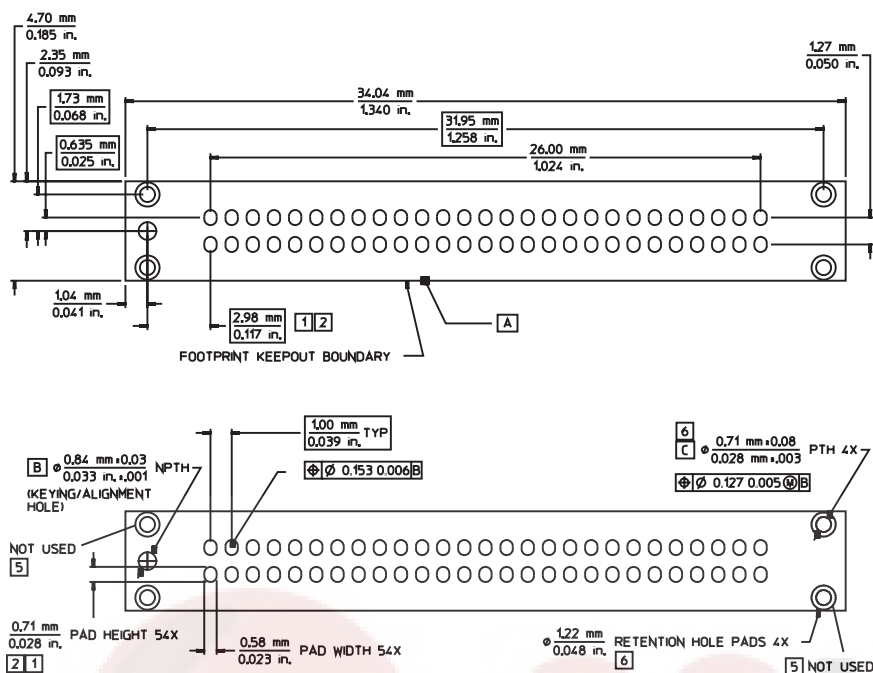 4.70 mm
0.185 in.
2.35 mm
0.093 in.
1.73 mm
0.068 in.
0.635 mm
0.025 in.
34.04 mm
1.340 in.
31.95 mm
1.258 in.
26.00 mm
1.024 in.
1.27 mm
0.050 in.
1.04 mm
0.041 in.
2.98 mm
0.117 in.
1 2
A
FOOTPRINT KEEPOUT BOUNDARY
1.00 mm
0.039 in.
TYP
⌖ Ø 0.153 0.006 B
B ø 0.84 mm ±0.03
0.033 in. ±.001
NPTH
(KEYING/ALIGNMENT
HOLE)
NOT USED
5
6
C ø 0.71 mm ±0.08
0.028 mm ±.003
PTH 4X
⌖ Ø 0.127 0.005 Ⓜ B
0.71 mm
0.028 in.
PAD HEIGHT 54X
2 1
0.58 mm
0.023 in.
PAD WIDTH 54X
ø 1.22 mm
0.048 in.
RETENTION HOLE PADS 4X
6
5 NOT USED